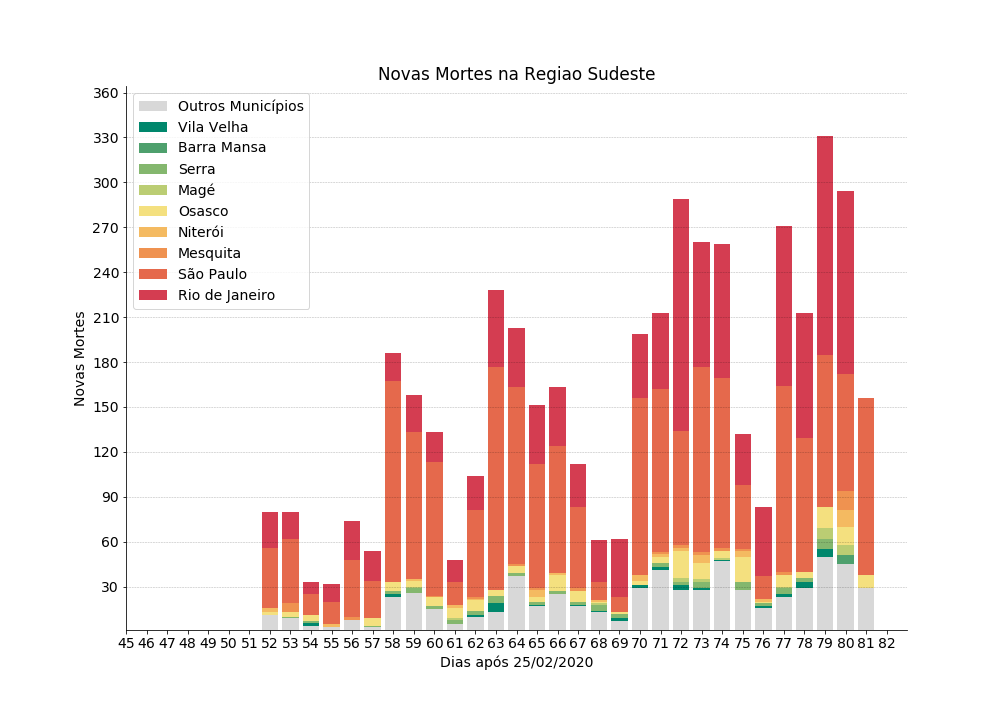 Novas Mortes na Regiao Sudeste
360
330
300
270
240
210
180
150
120
90
60
30
Novas Mortes
Outros Municípios
Vila Velha
Barra Mansa
Serra
Magé
Osasco
Niterói
Mesquita
São Paulo
Rio de Janeiro
45 46 47 48 49 50 51 52 53 54 55 56 57 58 59 60 61 62 63 64 65 66 67 68 69 70 71 72 73 74 75 76 77 78 79 80 81 82
Dias após 25/02/2020